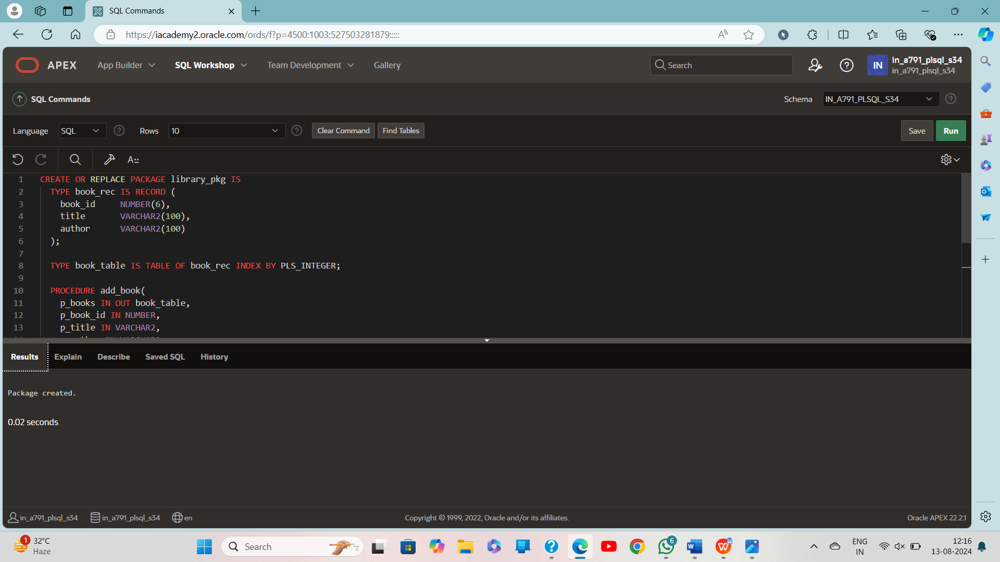 SQL Commands
https://iacademy2.oracle.com/ords/f?p=4500:1003:527503281879:::::
APEX
App Builder
SQL Workshop
Team Development
Gallery
Search
IN
in_a791_plsql_s34
in_a791_plsql_s34
SQL Commands
Schema
IN_A791_PLSQL_S34
Language
SQL
Rows
10
Clear Command
Find Tables
Save
Run
1 CREATE OR REPLACE PACKAGE library_pkg IS
2 TYPE book_rec IS RECORD (
3 book_id NUMBER(6),
4 title VARCHAR2(100),
5 author VARCHAR2(100)
6 );
7
8 TYPE book_table IS TABLE OF book_rec INDEX BY PLS_INTEGER;
9
10 PROCEDURE add_book(
11 p_books IN OUT book_table,
12 p_book_id IN NUMBER,
13 p_title IN VARCHAR2,
Results
Explain
Describe
Saved SQL
History
Package created.
0.02 seconds
in_a791_plsql_s34
in_a791_plsql_s34
en
Copyright © 1999, 2022, Oracle and/or its affiliates.
Oracle APEX 22.2.1
1
32°C
Haze
Search
6
ENG
IN
12:16
13-08-2024